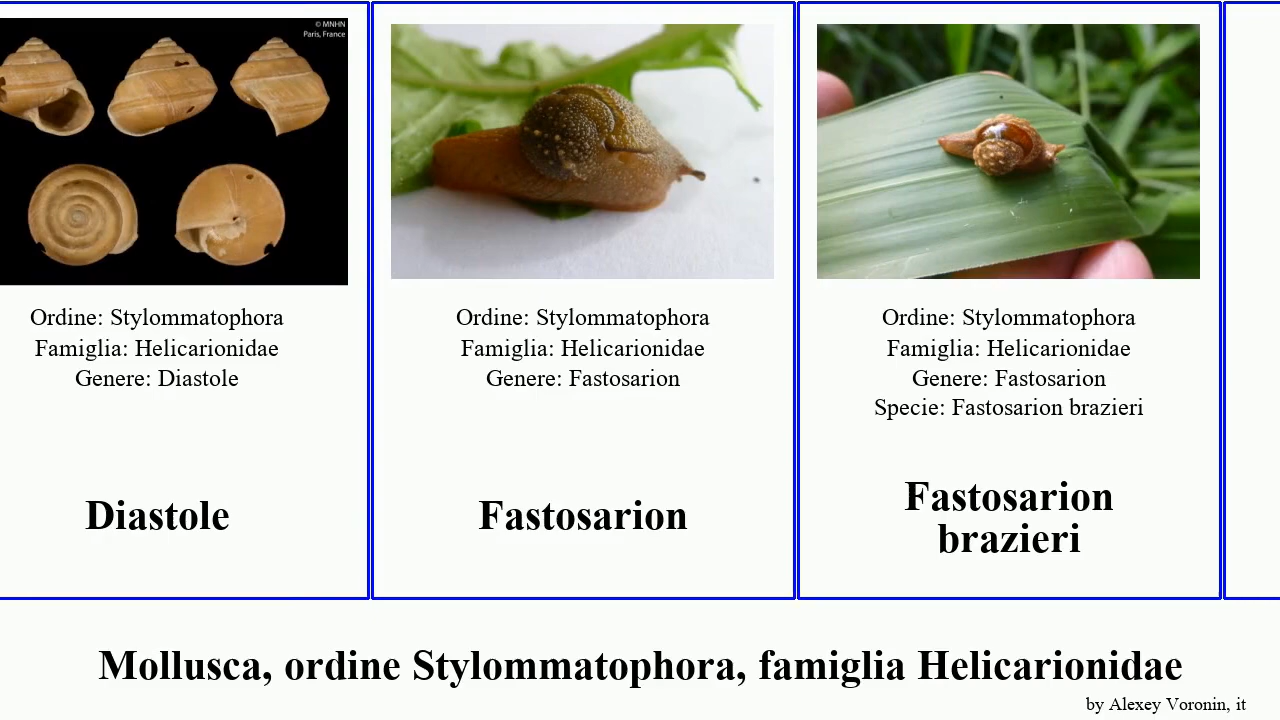 © MNHN
Paris, France
Ordine: Stylommatophora
Famiglia: Helicarionidae
Genere: Diastole
Diastole
Ordine: Stylommatophora
Famiglia: Helicarionidae
Genere: Fastosarion
Fastosarion
Ordine: Stylommatophora
Famiglia: Helicarionidae
Genere: Fastosarion
Specie: Fastosarion brazieri
Fastosarion
brazieri
Mollusca, ordine Stylommatophora, famiglia Helicarionidae
by Alexey Voronin, it